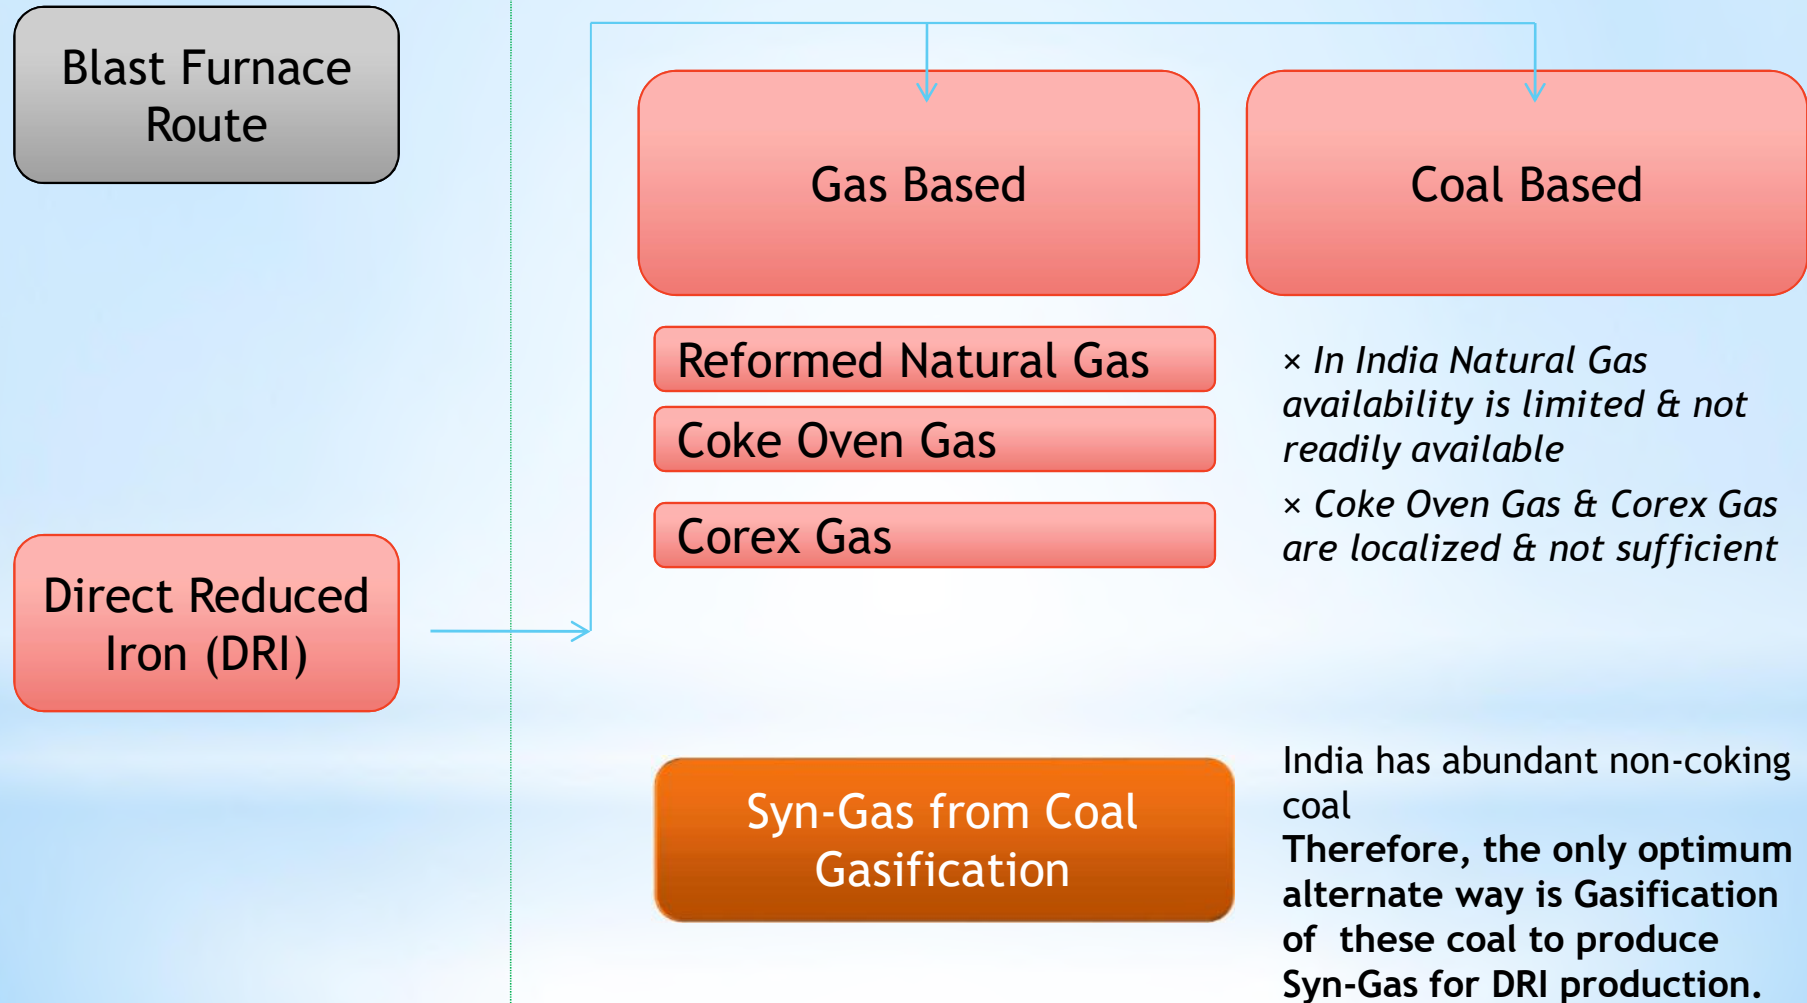 Blast Furnace
Route
Gas Based
Coal Based
Reformed Natural Gas
Coke Oven Gas
Corex Gas
× In India Natural Gas
availability is limited & not
readily available
× Coke Oven Gas & Corex Gas
are localized & not sufficient
Direct Reduced
Iron (DRI)
Syn-Gas from Coal
Gasification
India has abundant non-coking
coal
Therefore, the only optimum
alternate way is Gasification
of these coal to produce
Syn-Gas for DRI production.